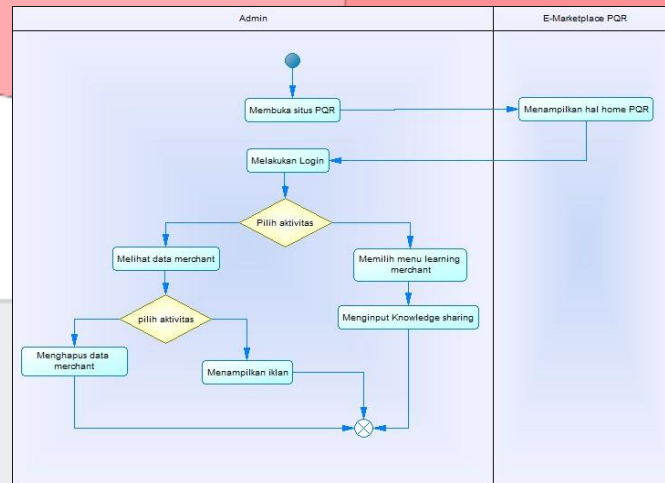 Admin
E-Marketplace PQR
Membuka situs PQR
Menampilkan hal home PQR
Melakukan Login
Pilih aktivitas
Melihat data merchant
Memilih menu learning
merchant
pilih aktivitas
Menginput Knowledge sharing
Menghapus data
merchant
Menampilkan iklan